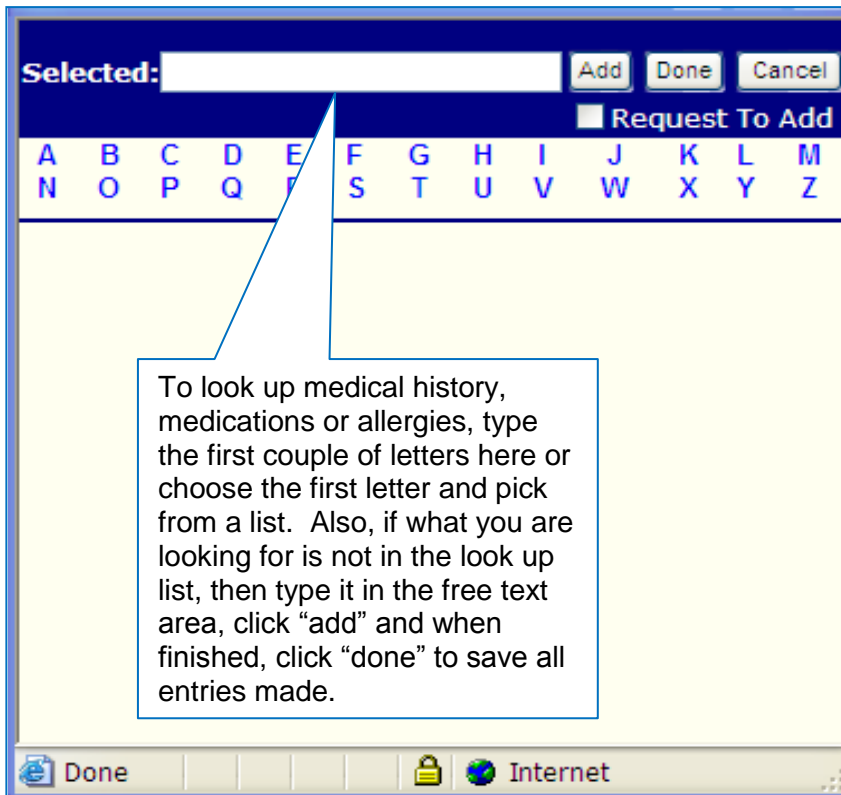 Selected: Add Done Cancel
Request To Add
A B C D E F G H I J K L M
N O P Q R S T U V W X Y Z
To look up medical history,
medications or allergies, type
the first couple of letters here or
choose the first letter and pick
from a list. Also, if what you are
looking for is not in the look up
list, then type it in the free text
area, click “add” and when
finished, click “done” to save all
entries made.
Done Internet